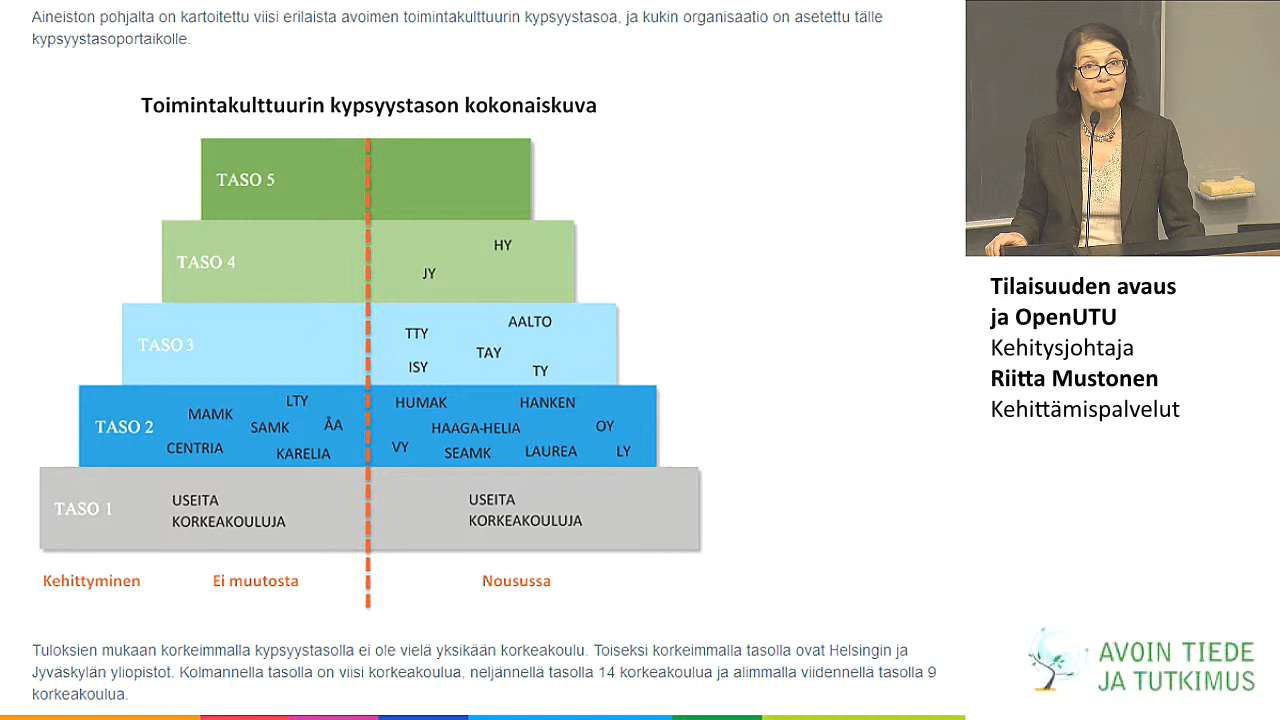 Aineiston pohjalta on kartoitettu viisi erilaista avoimen toimintakulttuurin kypsyystasoa, ja kukin organisaatio on asetettu tälle
kypsyystasoportaikolle.
Toimintakulttuurin kypsyystason kokonaiskuva
TASO 5
TASO 4
HY
JY
TASO 3
TTY
AALTO
TAY
ISY
TY
TASO 2
MAMK
LTY
SAMK
ÅA
CENTRIA
KARELIA
HUMAK
HANKEN
HAAGA-HELIA
OY
VY
SEAMK
LAUREA
LY
TASO 1
USEITA
KORKEAKOULUJA
USEITA
KORKEAKOULUJA
Kehittyminen
Ei muutosta
Nousussa
Tuloksien mukaan korkeimmalla kypsyystasolla ei ole vielä yksikään korkeakoulu. Toiseksi korkeimmalla tasolla ovat Helsingin ja
Jyväskylän yliopistot. Kolmannella tasolla on viisi korkeakoulua, neljännellä tasolla 14 korkeakoulua ja alimmalla viidennellä tasolla 9
korkeakoulua.
Tilaisuuden avaus
ja OpenUTU
Kehitysjohtaja
Riitta Mustonen
Kehittämispalvelut
AVOIN TIEDE
JA TUTKIMUS